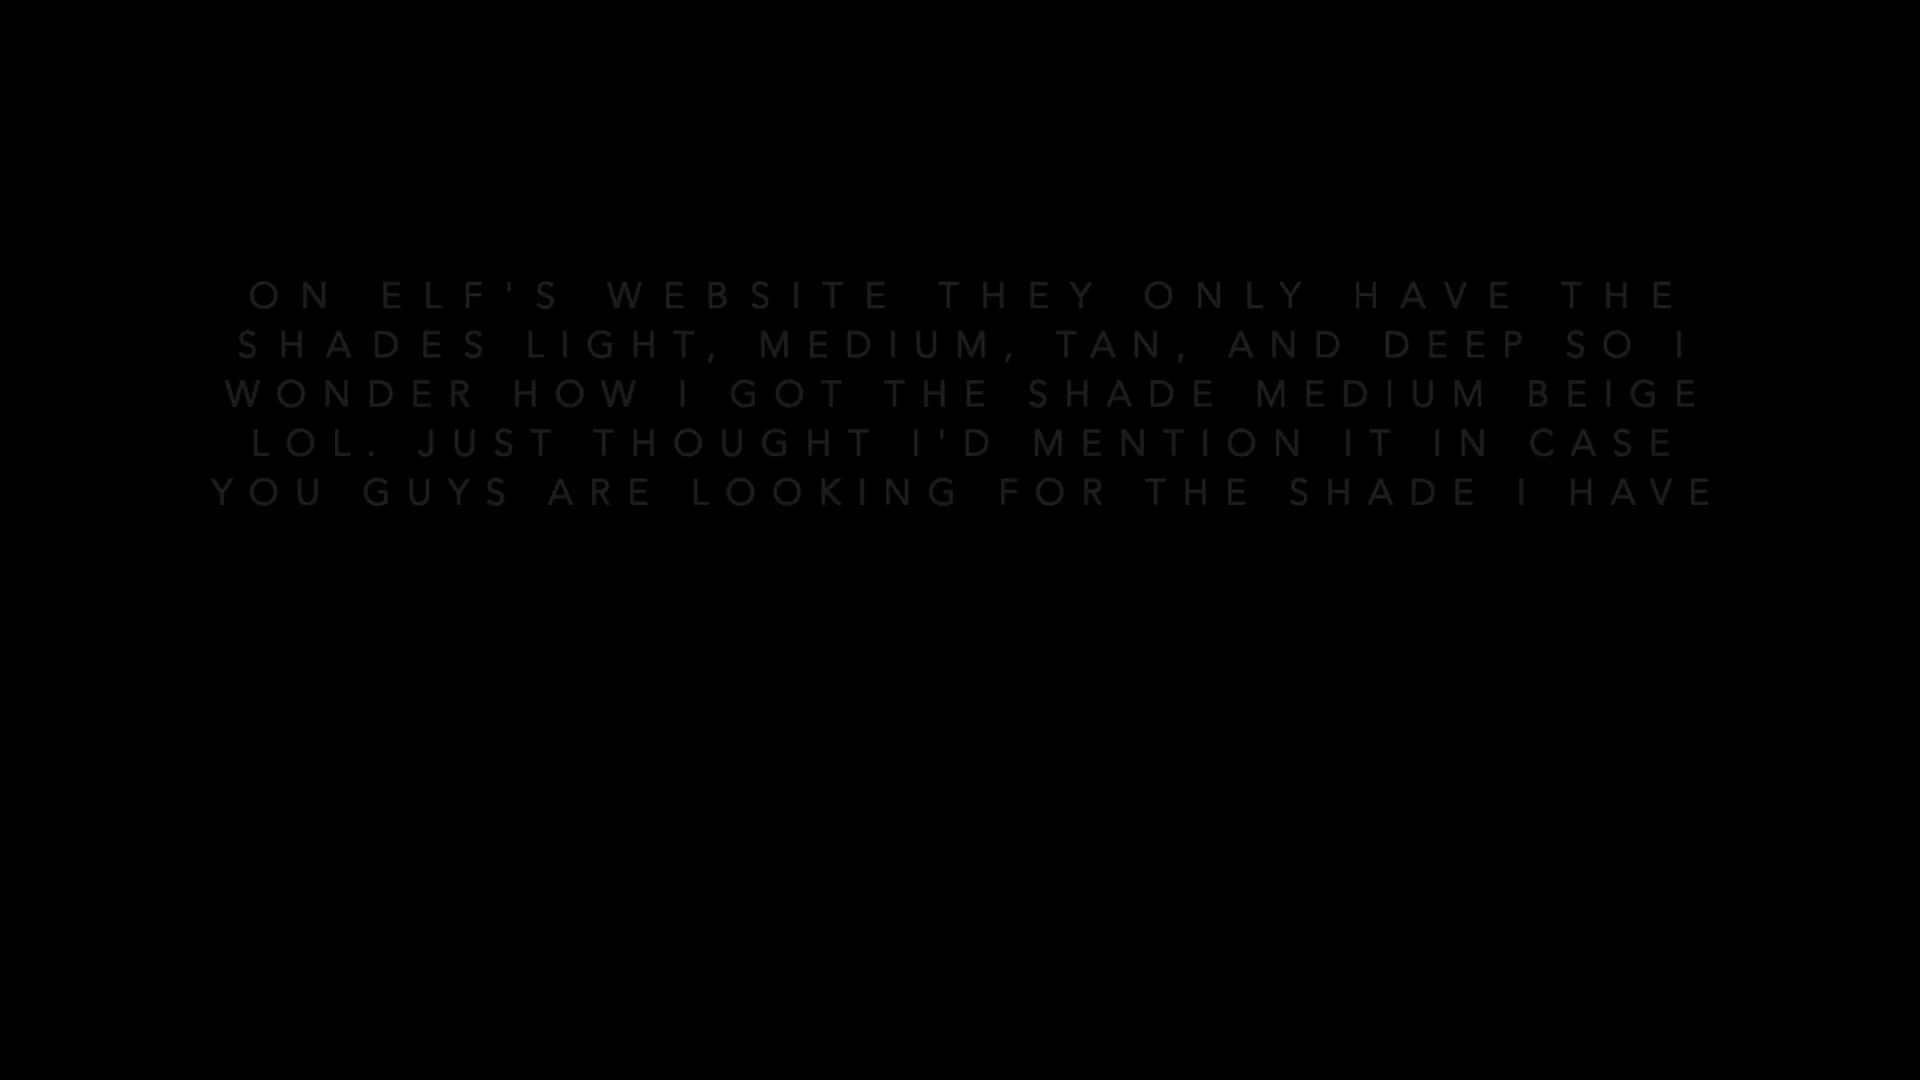 ON ELF'S WEBSITE THEY ONLY HAVE THE
SHADES LIGHT, MEDIUM, TAN, AND DEEP SO I
WONDER HOW I GOT THE SHADE MEDIUM BEIGE
LOL. JUST THOUGHT I'D MENTION IT IN CASE
YOU GUYS ARE LOOKING FOR THE SHADE I HAVE